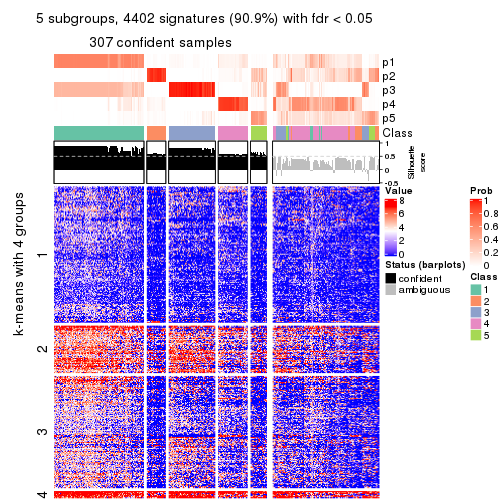 5 subgroups, 4402 signatures (90.9%) with fdr < 0.05
307 confident samples
p1
p2
p3
p4
p5
Class
1
0.5
0
-0.5
Silhouette
score
k-means with 4 groups
1
2
3
4
Value
8
6
4
2
0
Status (barplots)
confident
ambiguous
Prob
1
0.8
0.6
0.4
0.2
0
Class
1
2
3
4
5